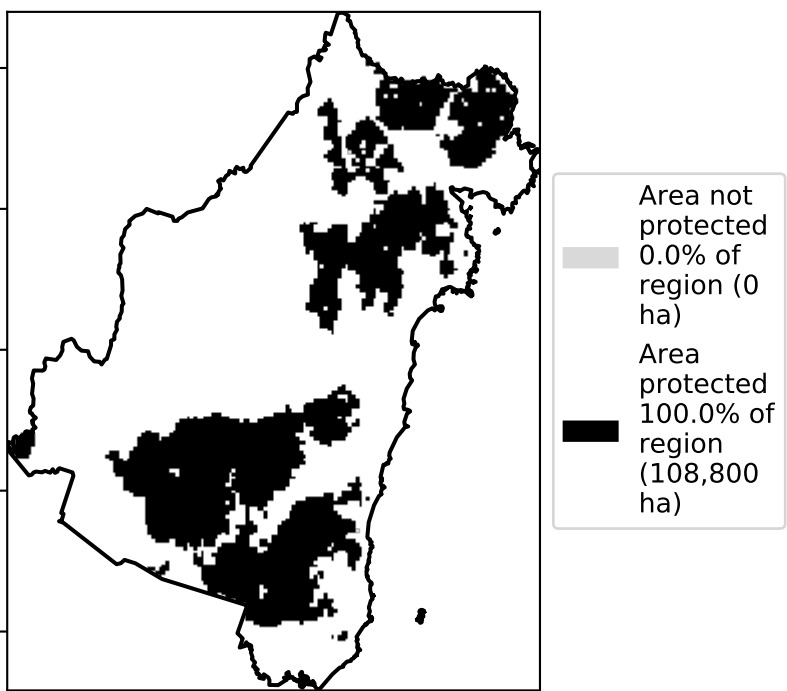 Area not
protected
0.0% of
region (0
ha)
Area
protected
100.0% of
region
(108,800
ha)